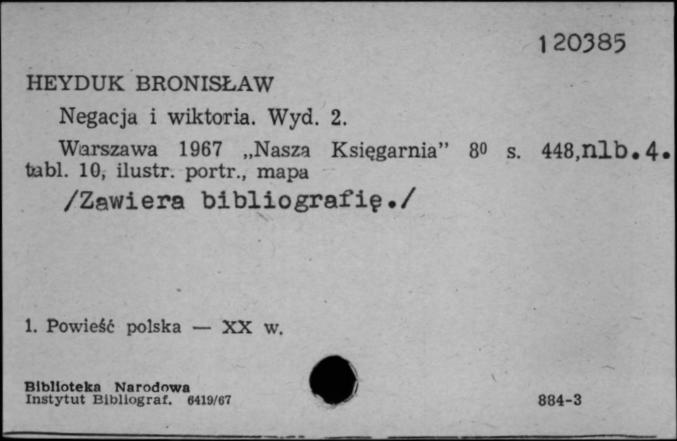 120385
HEYDUK BRONISŁAW
Negacja i wiktoria. Wyd. 2.
Warszawa 1967 „Nasza Księgarnia” 8⁰ s. 448,nlb.4.
tabl. 10, ilustr. portr., mapa
/Zawiera bibliografię./
1. Powieść polska — XX w.
Biblioteka Narodowa
Instytut Bibliograf. 6419/67
884-3